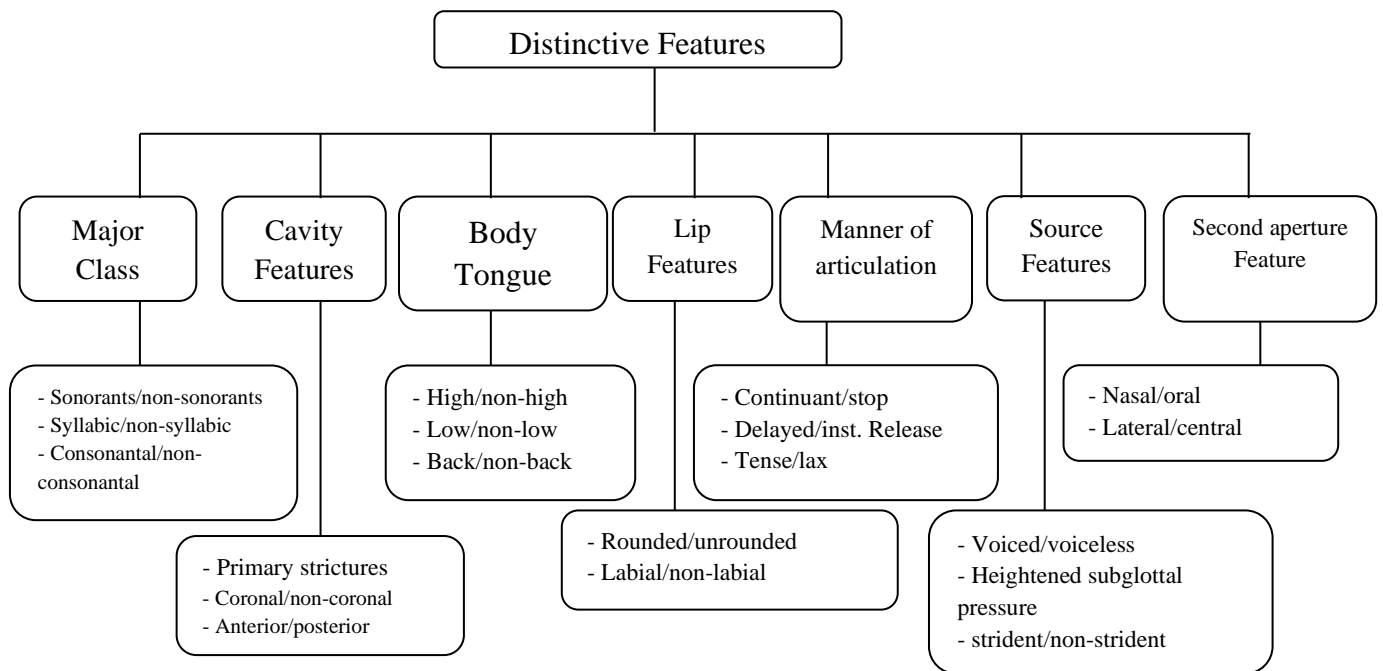 Distinctive Features
Major
Class
Cavity
Features
Body
Tongue
Lip
Features
Manner of
articulation
Source
Features
Second aperture
Feature
- Sonorants/non-sonorants
- Syllabic/non-syllabic
- Consonantal/non-
consonantal
- Primary strictures
- Coronal/non-coronal
- Anterior/posterior
- High/non-high
- Low/non-low
- Back/non-back
- Rounded/unrounded
- Labial/non-labial
- Continuant/stop
- Delayed/inst. Release
- Tense/lax
- Voiced/voiceless
- Heightened subglottal
pressure
- strident/non-strident
- Nasal/oral
- Lateral/central